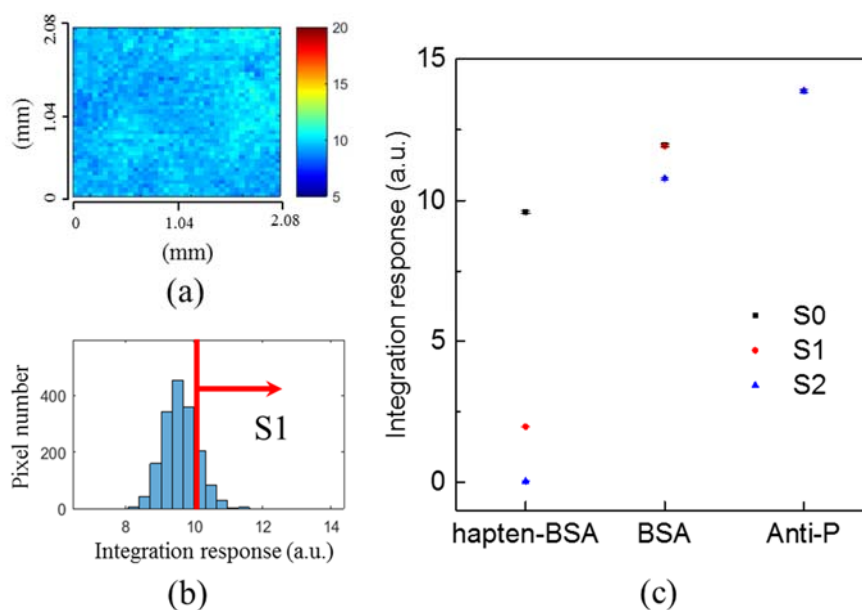 2.08
1.04
0
(mm)
0
1.04
2.08
(mm)
20
15
10
5
(a)
400
200
0
Pixel number
S1
8
10
12
14
Integration response (a.u.)
(b)
15
10
5
0
Integration response (a.u.)
S0
S1
S2
hapten-BSA
BSA
Anti-P
(c)